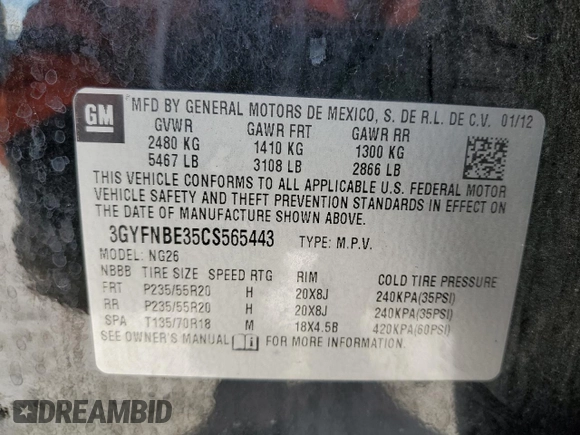 GM
MFD BY GENERAL MOTORS DE MEXICO, S. DE R.L. DE C.V. 01/12
GVWR GAWR FRT GAWR RR
2480 KG 1410 KG 1300 KG
5467 LB 3108 LB 2866 LB
THIS VEHICLE CONFORMS TO ALL APPLICABLE U.S. FEDERAL MOTOR
VEHICLE SAFETY AND THEFT PREVENTION STANDARDS IN EFFECT ON THE
DATE OF MANUFACTURE SHOWN ABOVE.
3GYFNBE35CS565443 TYPE: M.P.V.
MODEL: NG26
NBBB TIRE SIZE SPEED RTG RIM COLD TIRE PRESSURE
FRT P235/55R20 H 20X8J 240KPA(35PSI)
RR P235/55R20 H 20X8J 240KPA(35PSI)
SPA T135/70R18 M 18X4.5B 420KPA(60PSI)
SEE OWNER'S MANUAL FOR MORE INFORMATION.
DREAMBID